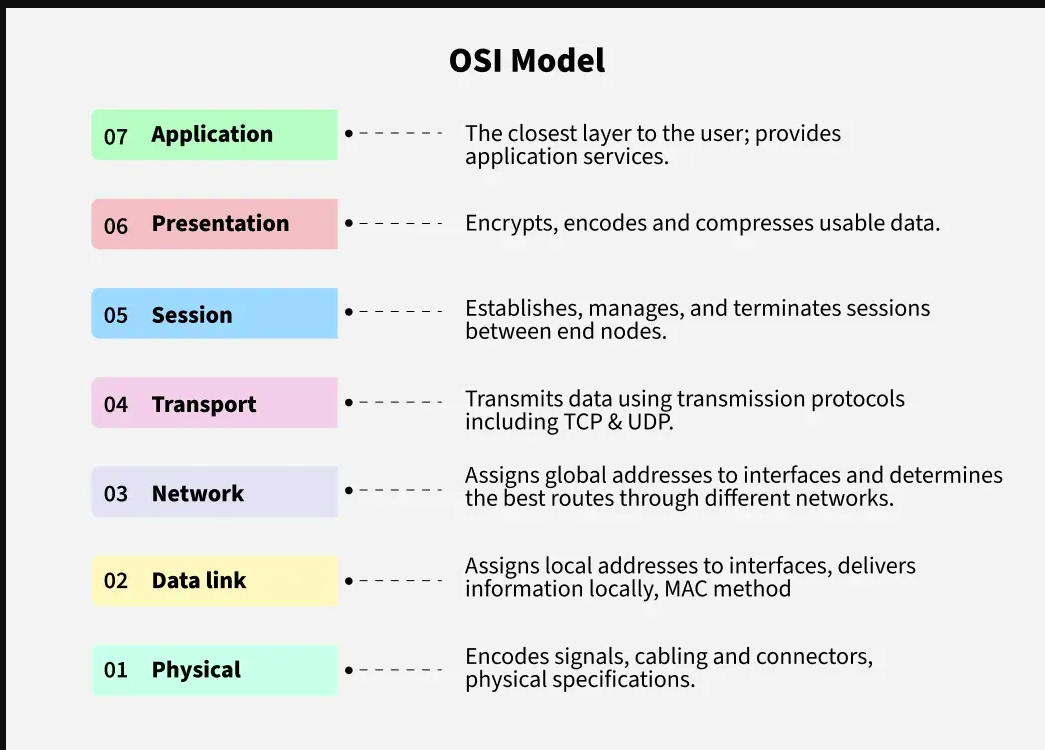 OSI Model
07 Application
The closest layer to the user; provides
application services.
06 Presentation
Encrypts, encodes and compresses usable data.
05 Session
Establishes, manages, and terminates sessions
between end nodes.
04 Transport
Transmits data using transmission protocols
including TCP & UDP.
03 Network
Assigns global addresses to interfaces and determines
the best routes through different networks.
02 Data link
Assigns local addresses to interfaces, delivers
information locally, MAC method
01 Physical
Encodes signals, cabling and connectors,
physical specifications.